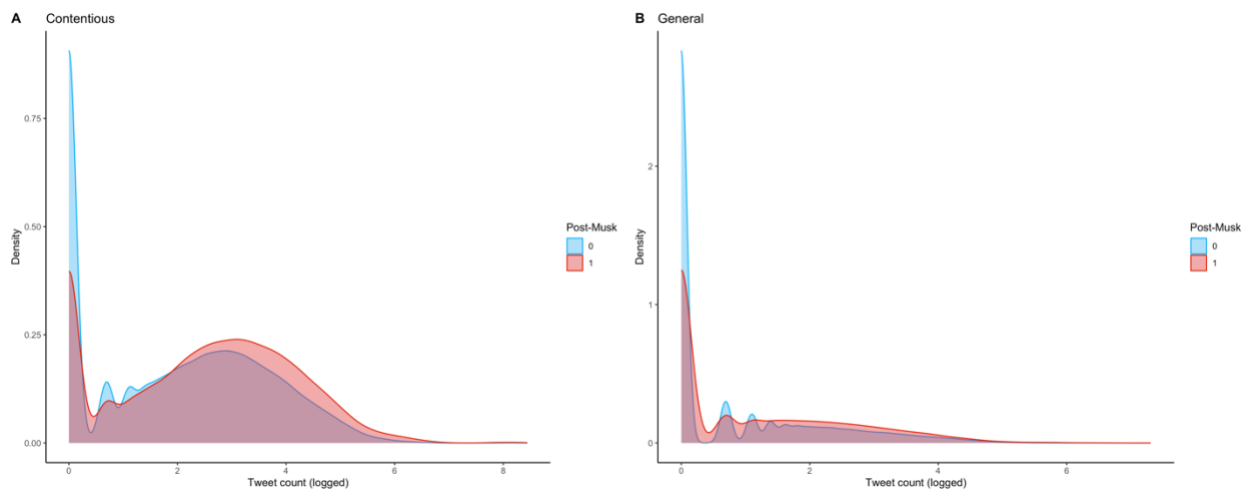 A Contentious
0.75
0.50
0.25
0.00
Density
0 2 4 6 8
Tweet count (logged)
Post-Musk
0
1
B General
2
1
0
Density
0 2 4 6
Tweet count (logged)
Post-Musk
0
1